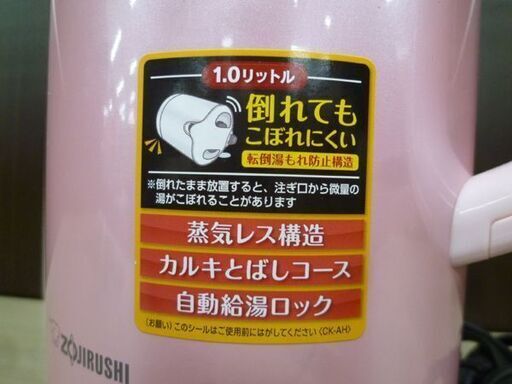 1.0リットル
倒れても
こぼれにくい
転倒湯もれ防止構造
※倒れたまま放置すると、注ぎ口から微量の
湯がこぼれることがあります
蒸気レス構造
カルキとばしコース
自動給湯ロック
〈お願い〉このシールはご使用前にはがしてください〈CK-AH〉
ZOJIRUSHI